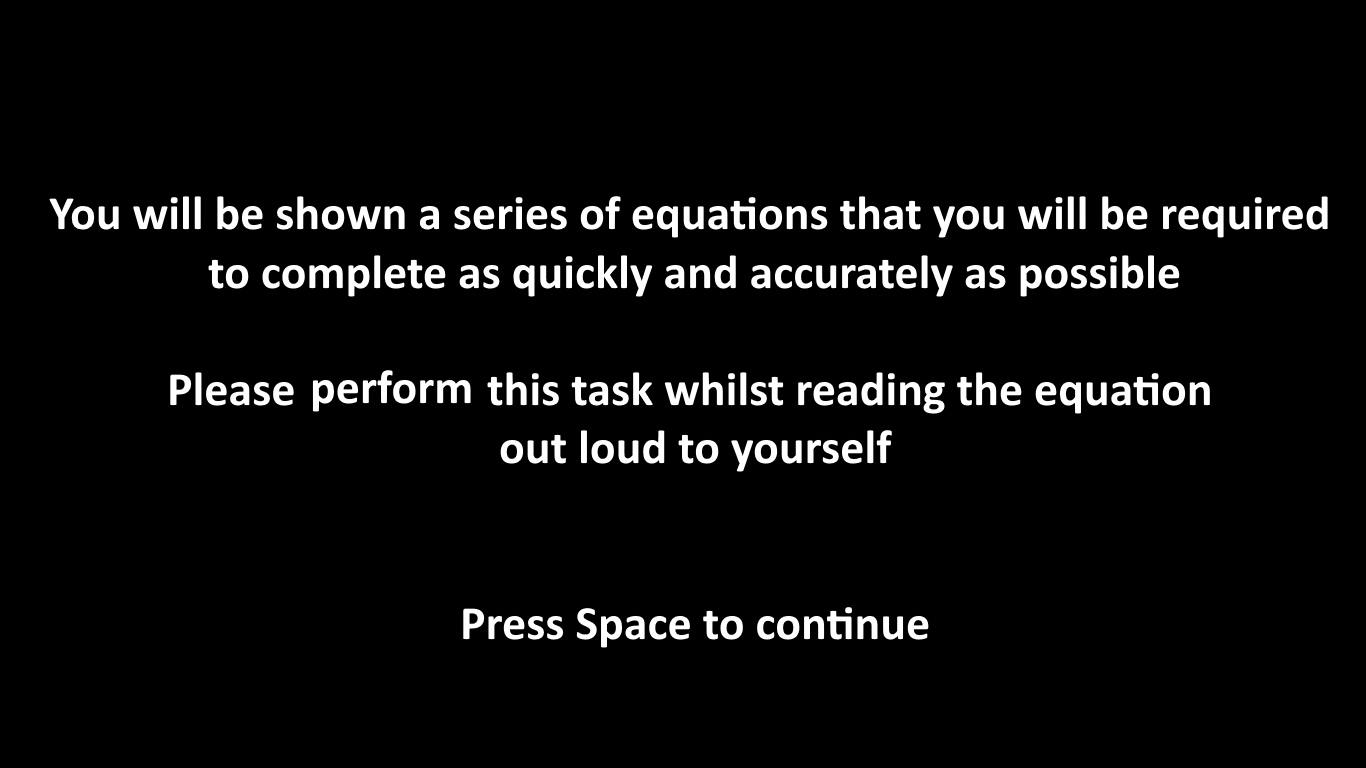 You will be shown a series of equations that you will be required
to complete as quickly and accurately as possible
Please perform this task whilst reading the equation
out loud to yourself
Press Space to continue